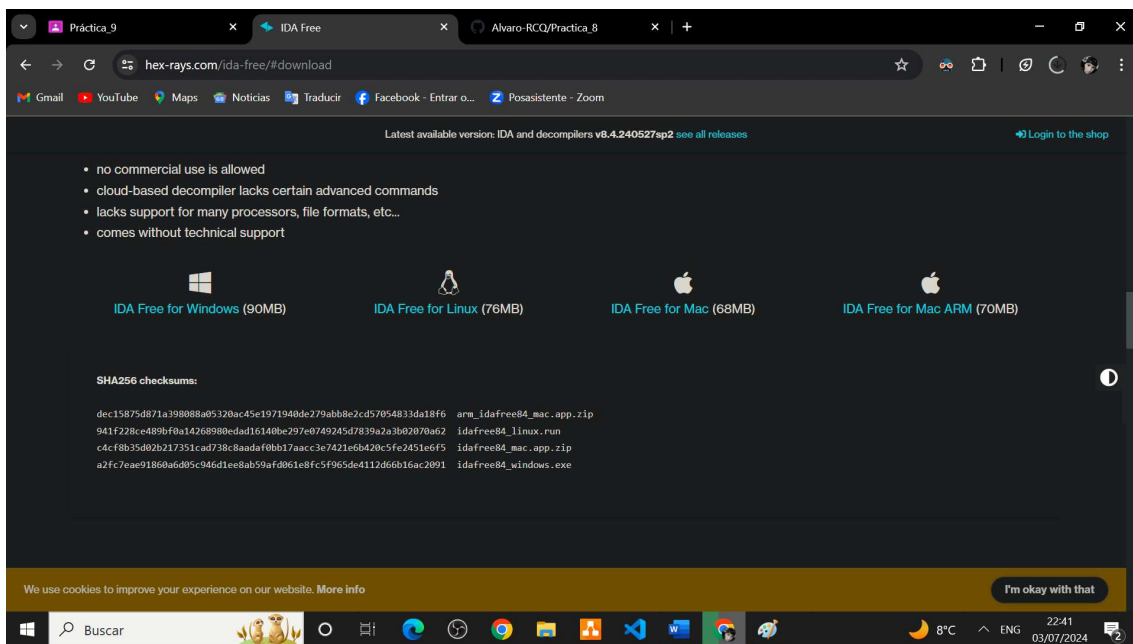 Práctica_9
IDA Free
Alvaro-RCQ/Practica_8
hex-rays.com/ida-free/#download
Gmail
YouTube
Maps
Noticias
Traducir
Facebook - Entrar o...
Posasistente - Zoom
Latest available version: IDA and decompilers v8.4.240527sp2 see all releases
Login to the shop
• no commercial use is allowed
• cloud-based decompiler lacks certain advanced commands
• lacks support for many processors, file formats, etc...
• comes without technical support
IDA Free for Windows (90MB)
IDA Free for Linux (76MB)
IDA Free for Mac (68MB)
IDA Free for Mac ARM (70MB)
SHA256 checksums:
dec15875d871a398088a05320ac45e1971940de279abb8e2cd57054833da18f6 arm_idafree84_mac.app.zip
941f228ce489bf0a14268980edad16140be297e0749245d7839a2a3b02070a62 idafree84_linux.run
c4cf8b35d02b217351cad738c8aadaf0bb17aacc3e7421e6b420c5fe2451e6f5 idafree84_mac.app.zip
a2fc7eae91860a6d05c946d1ee8ab59afd061e8fc5f965de4112d66b16ac2091 idafree84_windows.exe
We use cookies to improve your experience on our website. More info
I'm okay with that
Buscar
8°C
ENG
22:41
03/07/2024
2